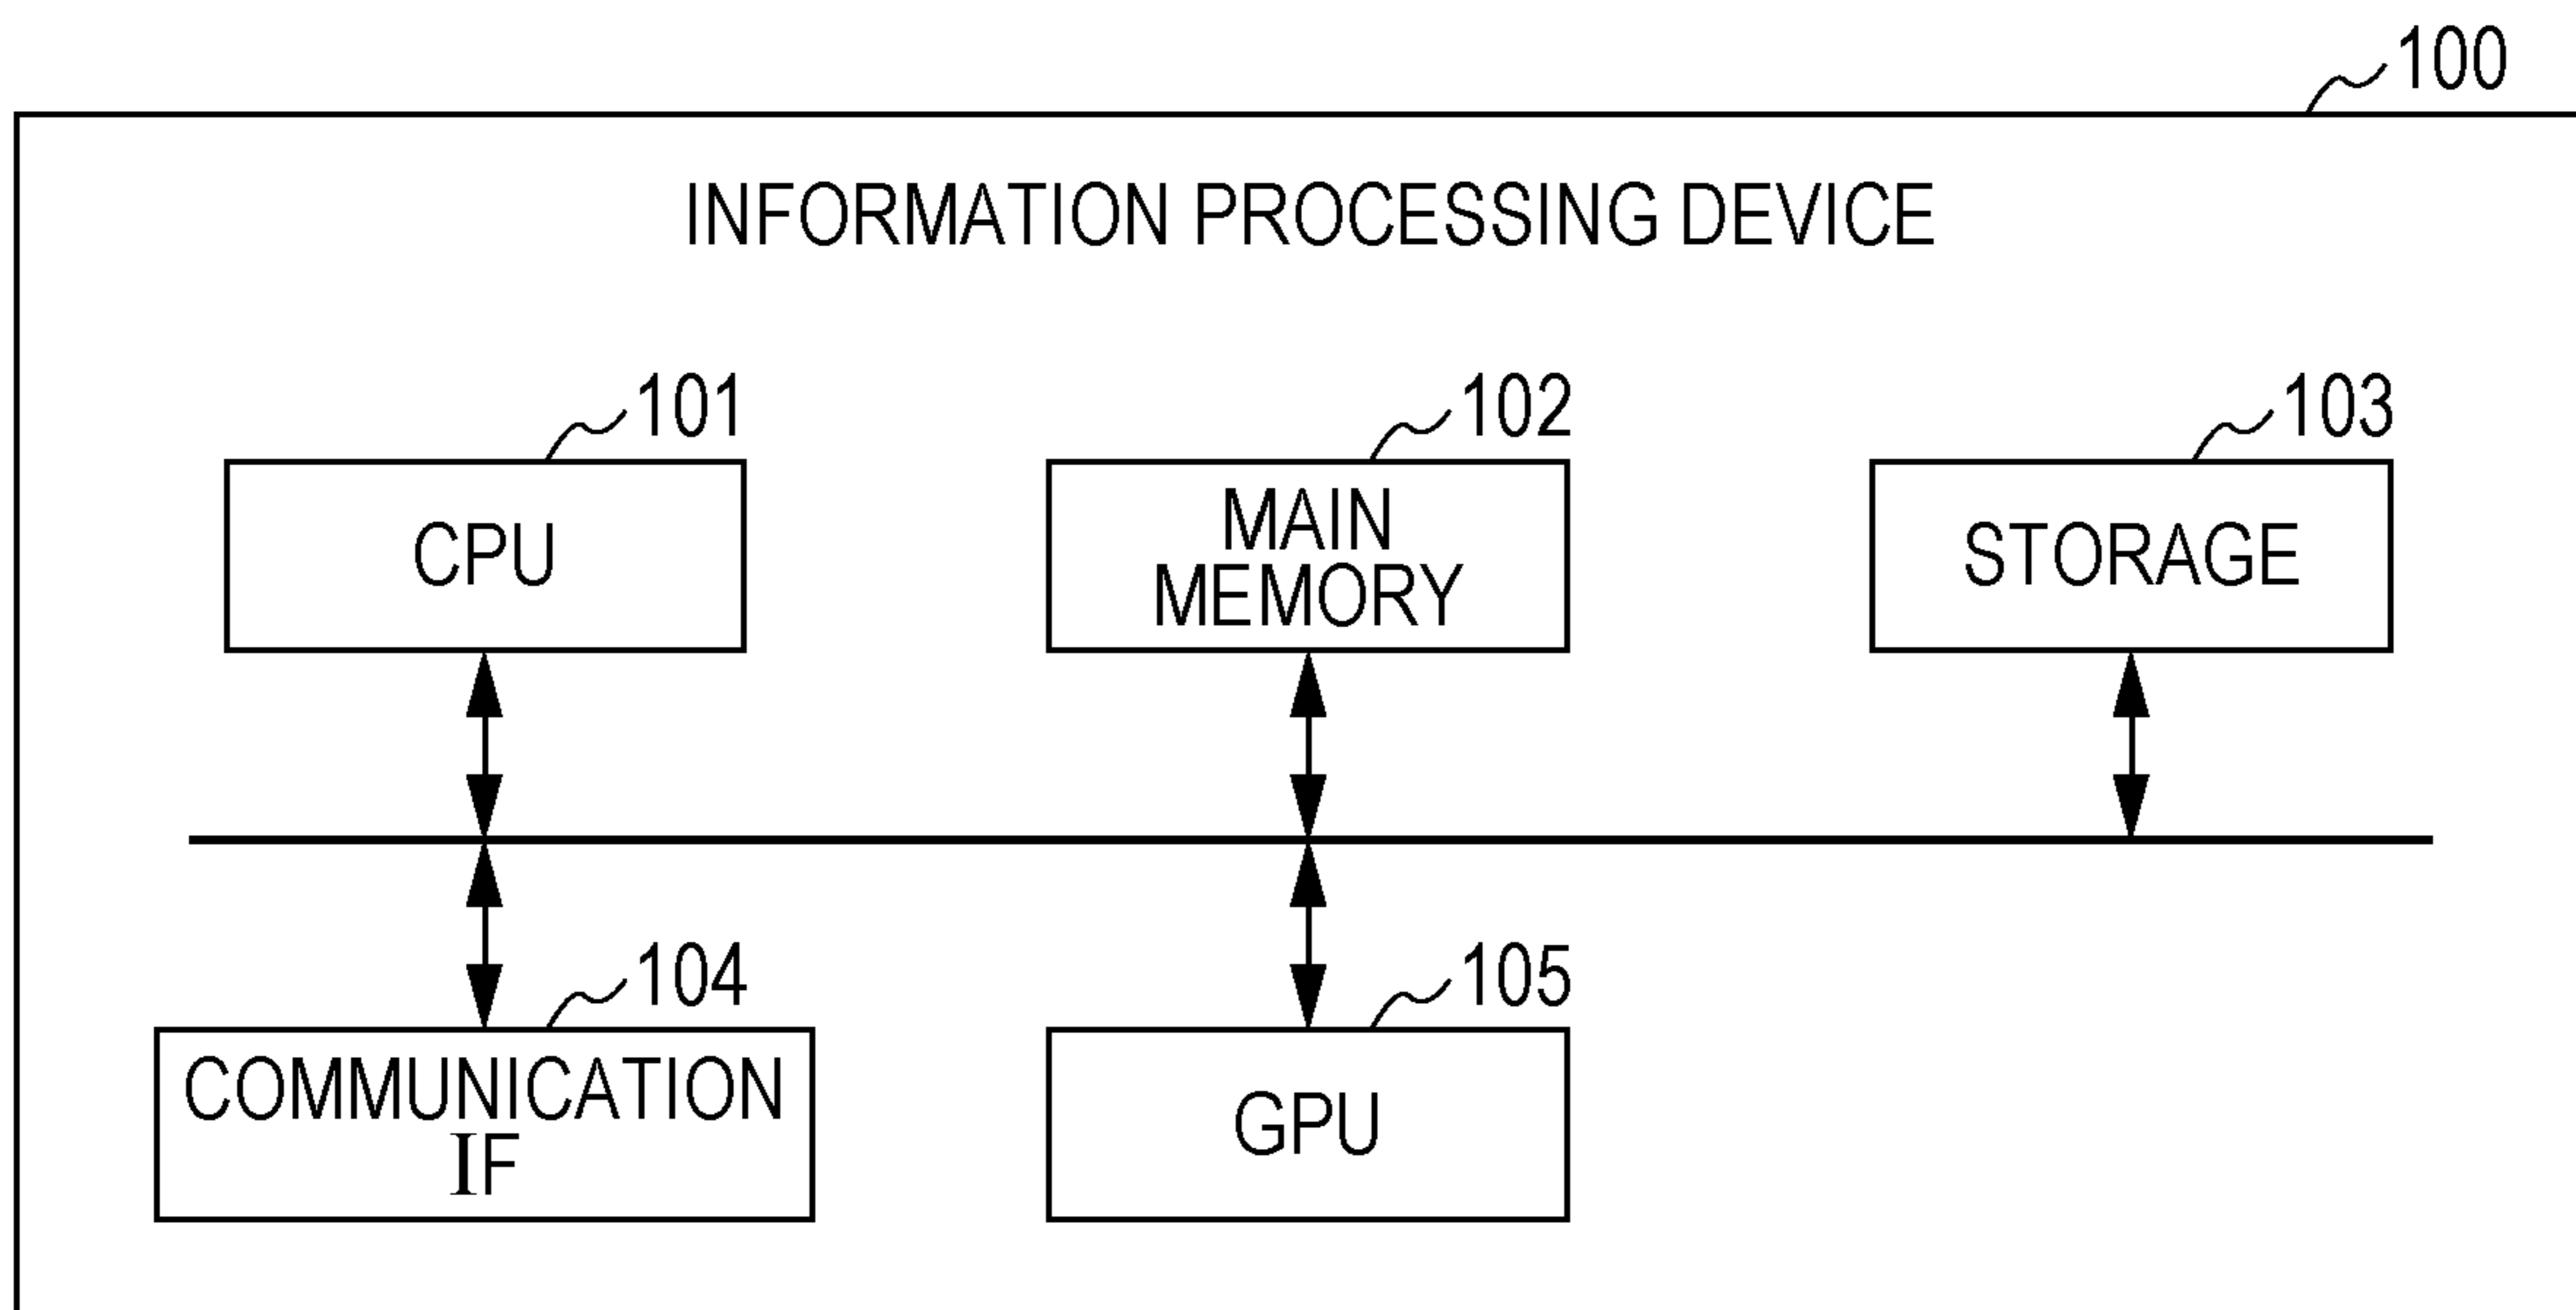 100
INFORMATION PROCESSING DEVICE
101
102
103
CPU
MAIN
MEMORY
STORAGE
104
105
COMMUNICATION
IF
GPU